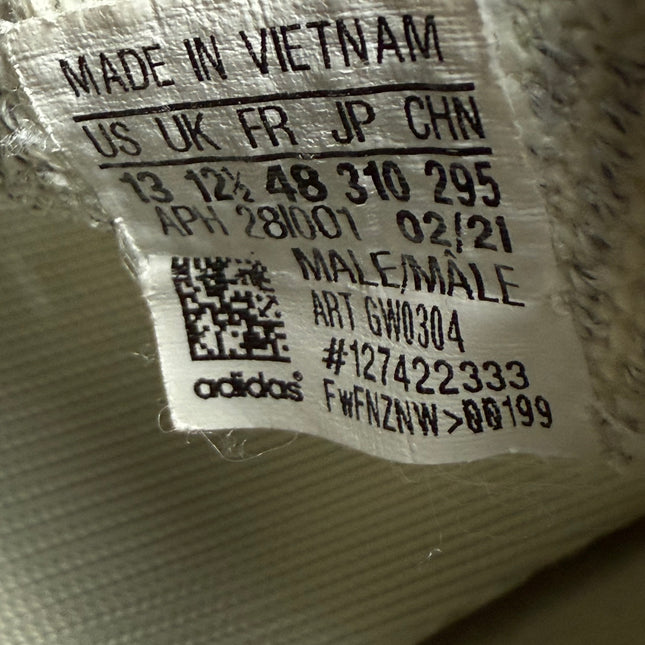 MADE IN VIETNAM
US UK FR JP CHN
13 12½ 48 310 295
APH 281001 02/21
MALE/MÂLE
ART GW0304
#127422333
FwFNZNW>00199
adidas®